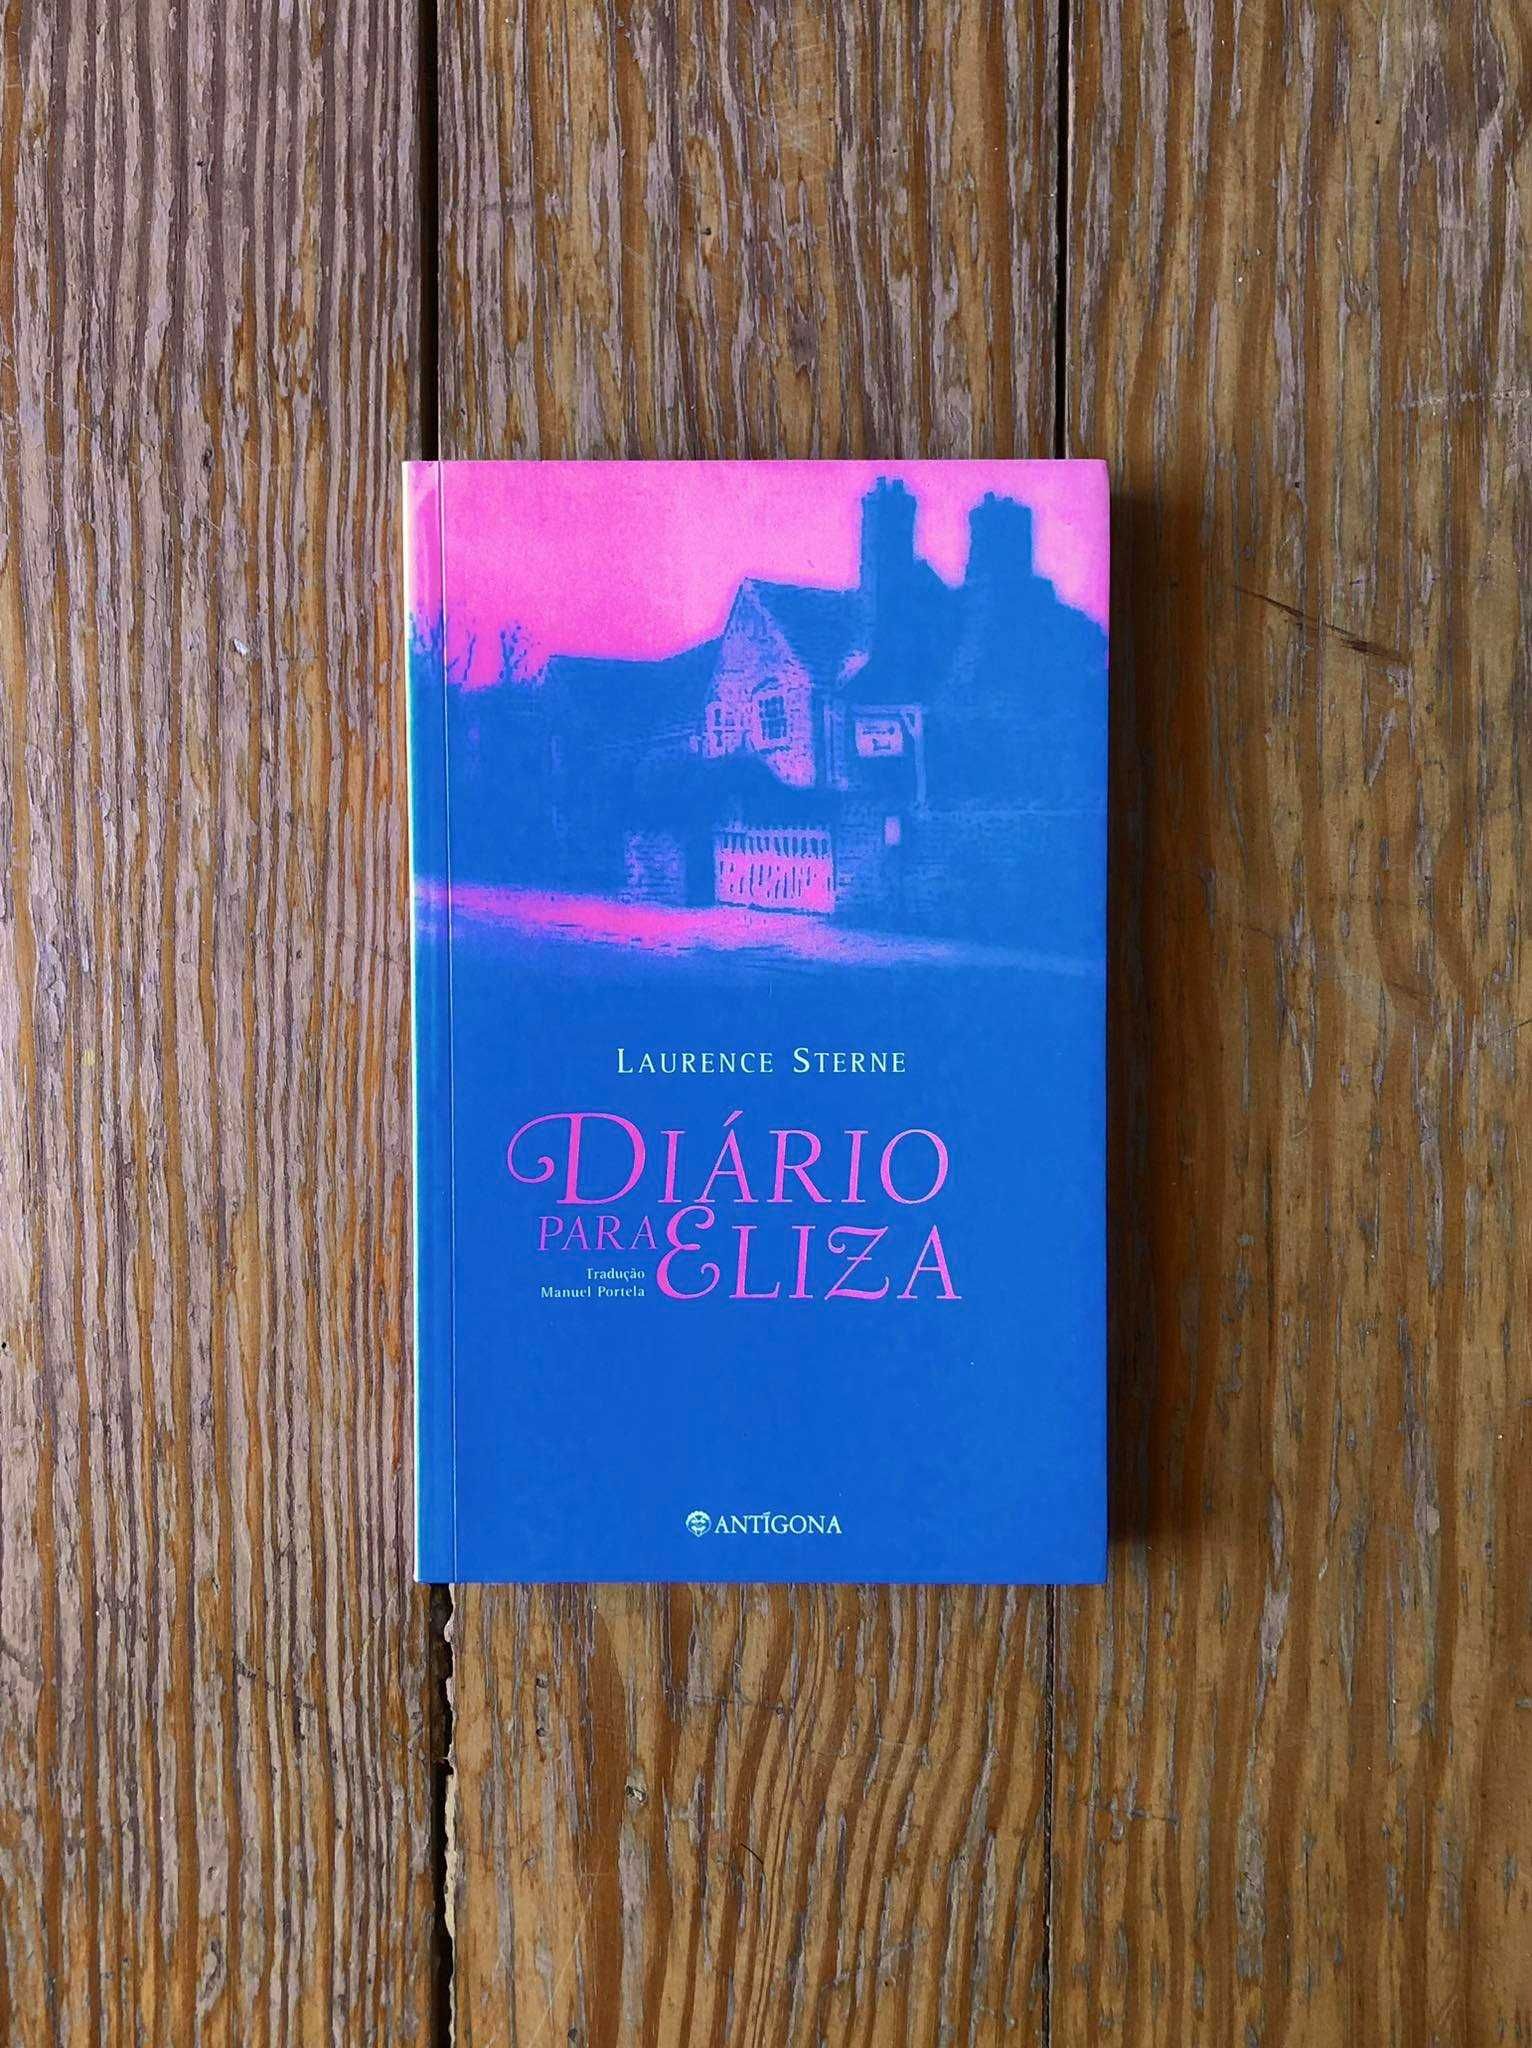 LAURENCE STERNE
DIÁRIO
PARA ELIZA
Tradução
Manuel Portela
ANTÍGONA